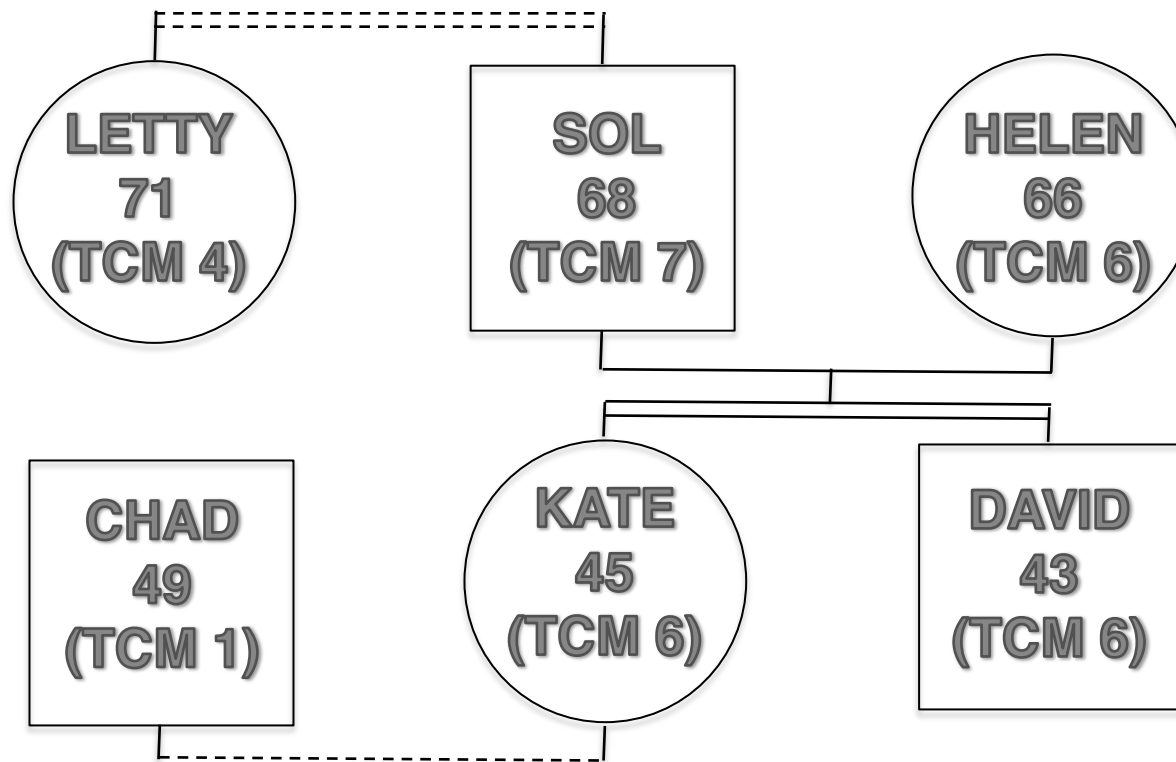 LETTY
71
(TCM 4)
SOL
68
(TCM 7)
HELEN
66
(TCM 6)
CHAD
49
(TCM 1)
KATE
45
(TCM 6)
DAVID
43
(TCM 6)